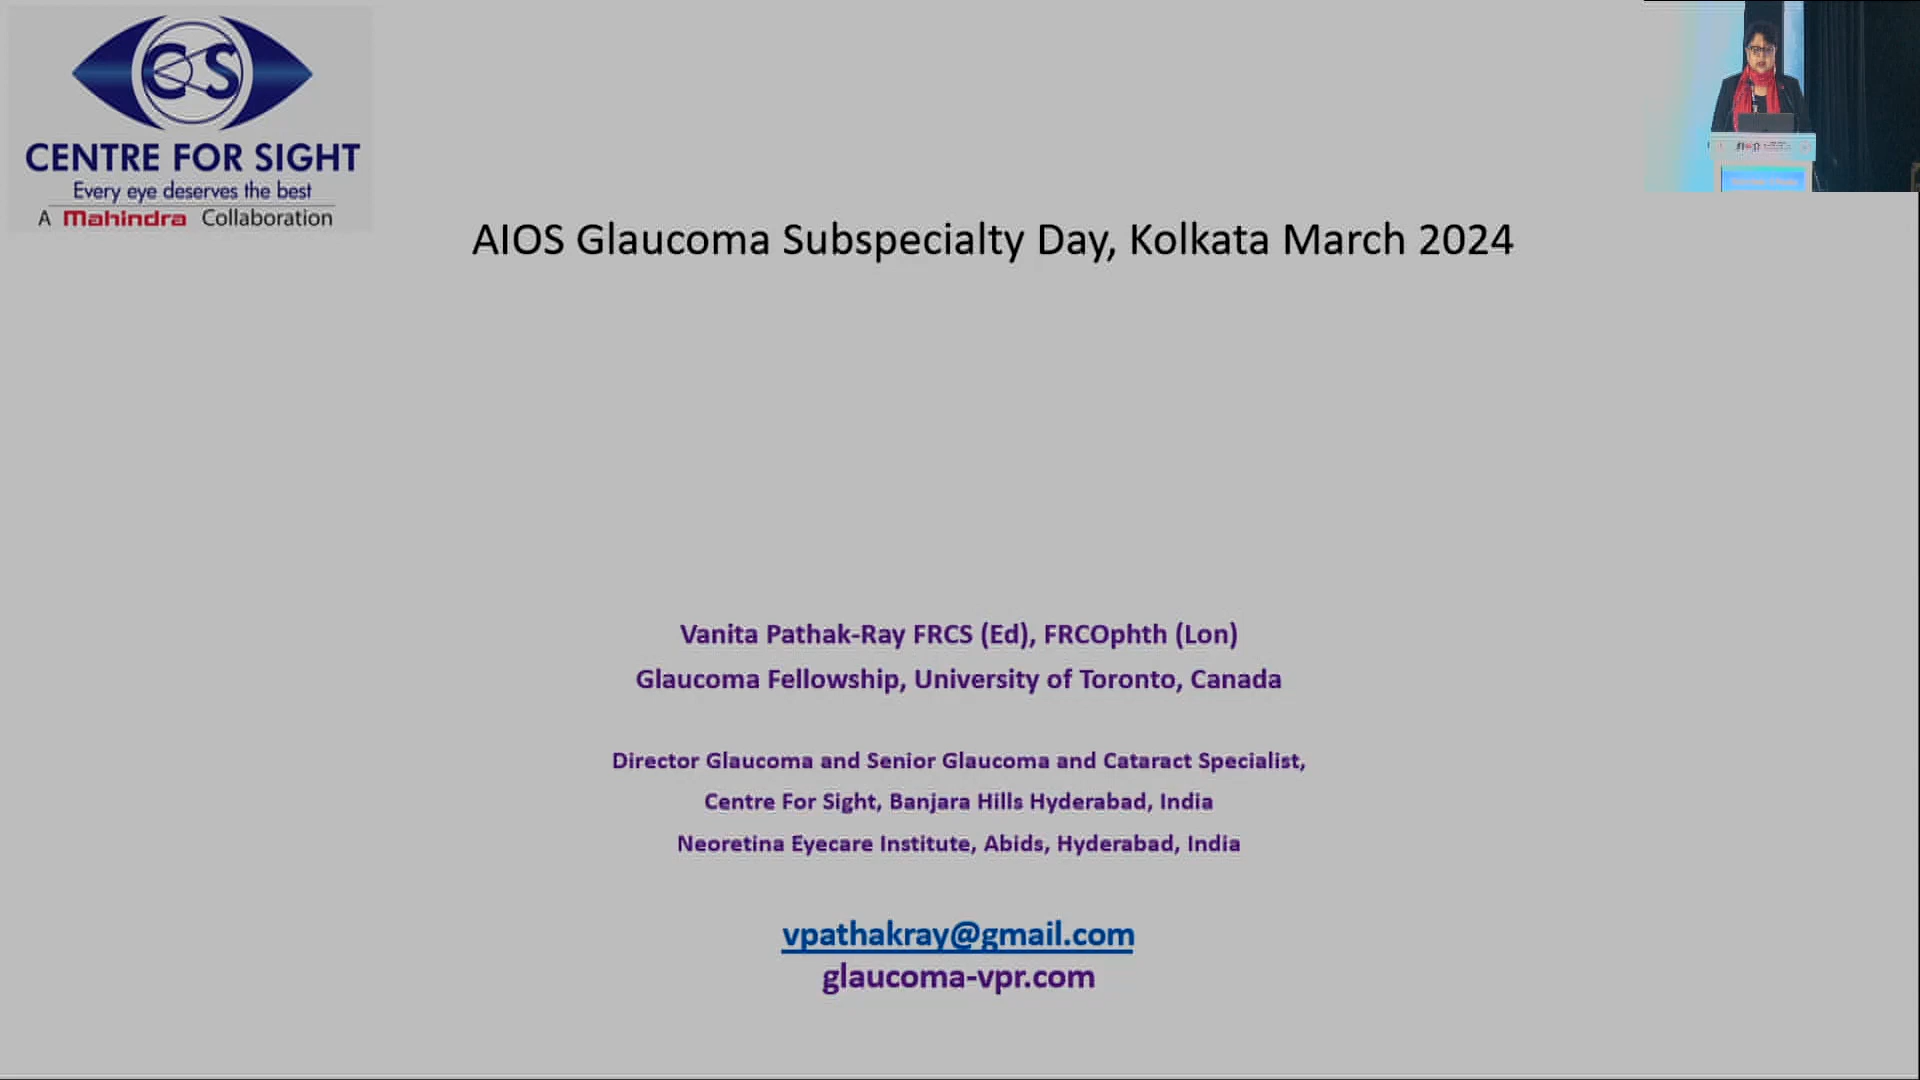 CS
CENTRE FOR SIGHT
Every eye deserves the best
A Mahindra Collaboration
AIOS Glaucoma Subspecialty Day, Kolkata March 2024
Vanita Pathak-Ray FRCS (Ed), FRCOphth (Lon)
Glaucoma Fellowship, University of Toronto, Canada
Director Glaucoma and Senior Glaucoma and Cataract Specialist,
Centre For Sight, Banjara Hills Hyderabad, India
Neoretina Eyecare Institute, Abids, Hyderabad, India
vpathakray@gmail.com
glaucoma-vpr.com